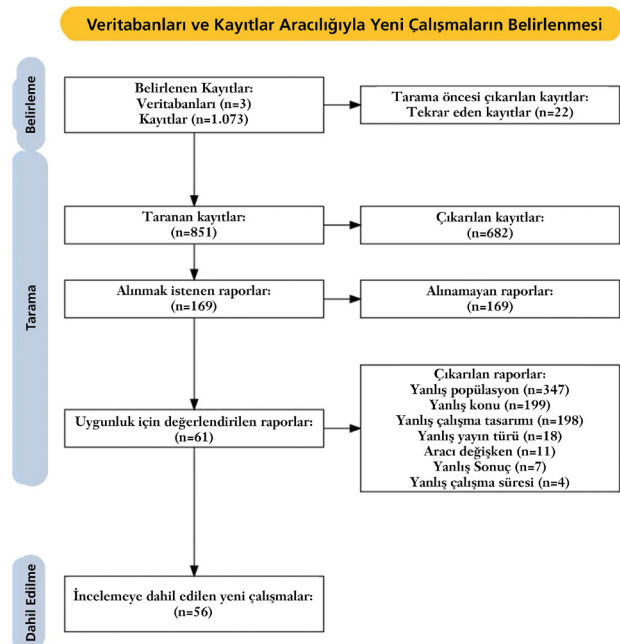 Veritabanları ve Kayıtlar Aracılığıyla Yeni Çalışmaların Belirlenmesi
Belirleme
Belirlenen Kayıtlar:
Veritabanları (n=3)
Kayıtlar (n=1.073)
Tarama öncesi çıkarılan kayıtlar:
Tekrar eden kayıtlar (n=22)
Tarama
Taranan kayıtlar:
(n=851)
Çıkarılan kayıtlar:
(n=682)
Alınmak istenen raporlar:
(n=169)
Alınamayan raporlar:
(n=169)
Uygunluk için değerlendirilen raporlar:
(n=61)
Çıkarılan raporlar:
Yanlış popülasyon (n=347)
Yanlış konu (n=199)
Yanlış çalışma tasarımı (n=198)
Yanlış yayın türü (n=18)
Aracı değişken (n=11)
Yanlış Sonuç (n=7)
Yanlış çalışma süresi (n=4)
Dahil Edilme
İncelemeye dahil edilen yeni çalışmalar:
(n=56)